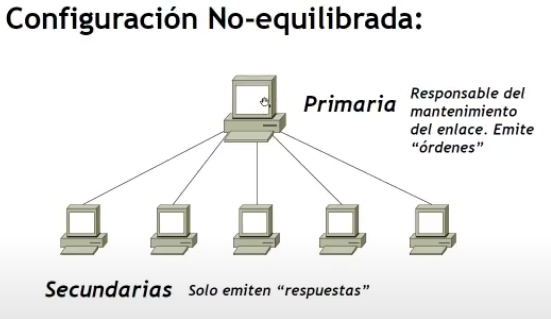 Configuración No-equilibrada:
Primaria
Responsable del
mantenimiento
del enlace. Emite
“órdenes”
Secundarias
Solo emiten “respuestas”